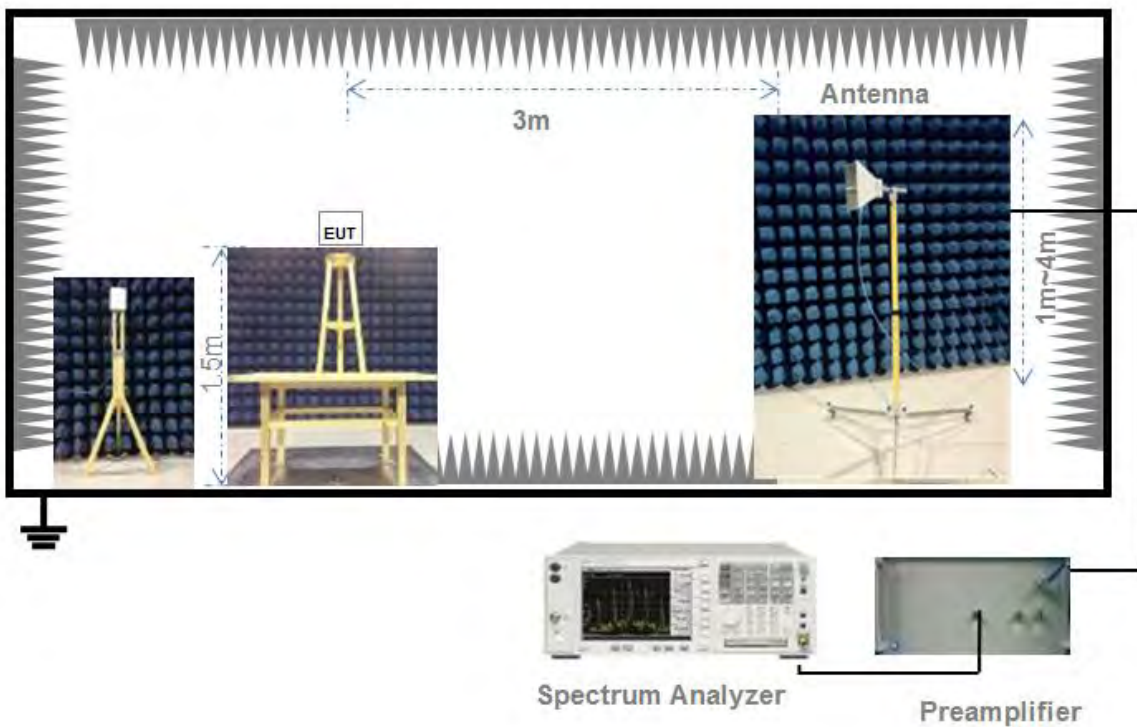 Antenna
3m
EUT
1.5m
1m~4m
Spectrum Analyzer
Preamplifier